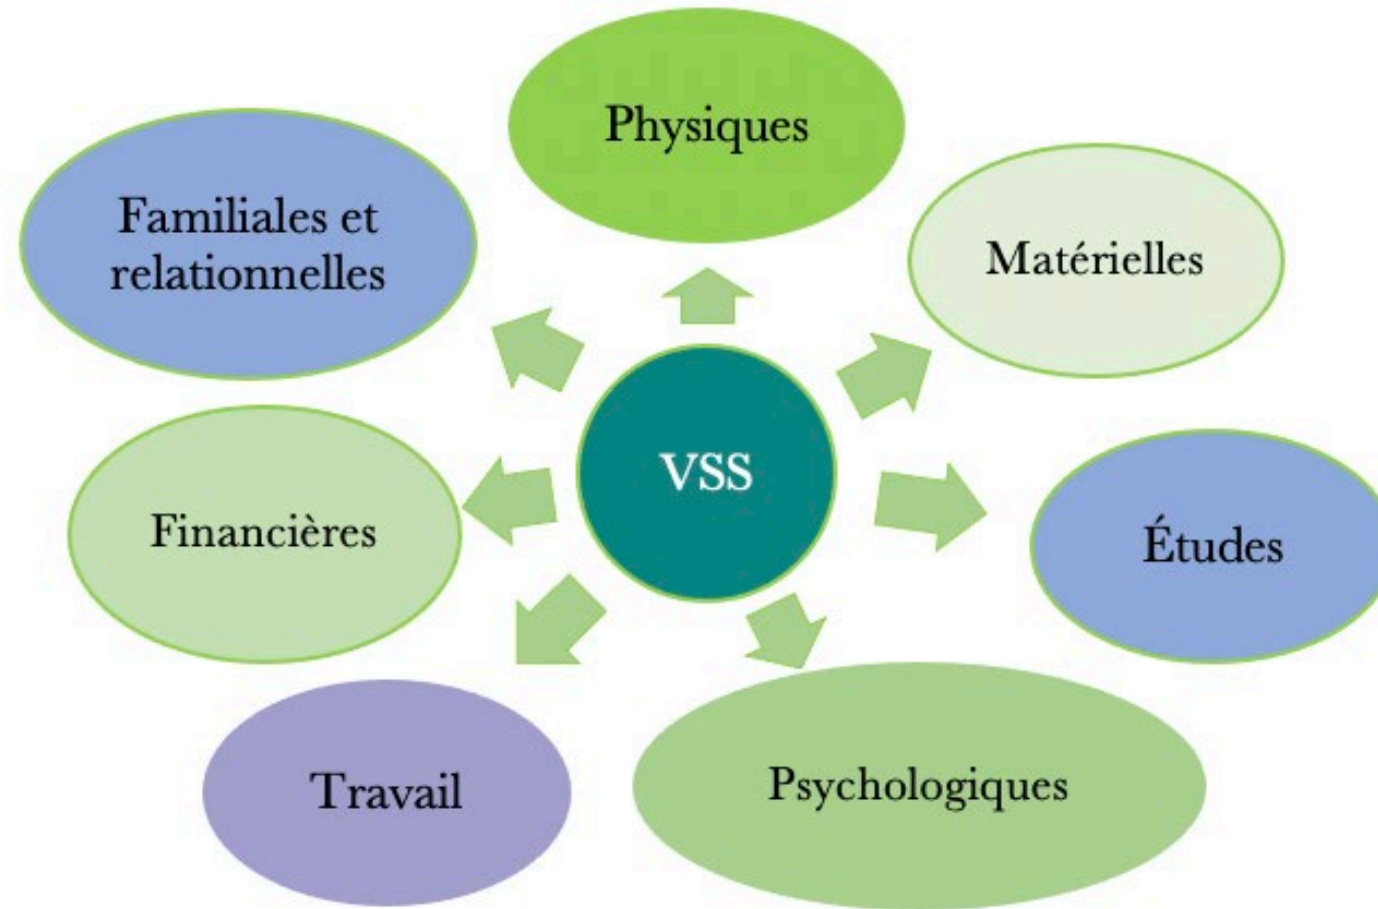 Physiques
Familiales et
relationnelles
Matérielles
VSS
Financières
Études
Travail
Psychologiques